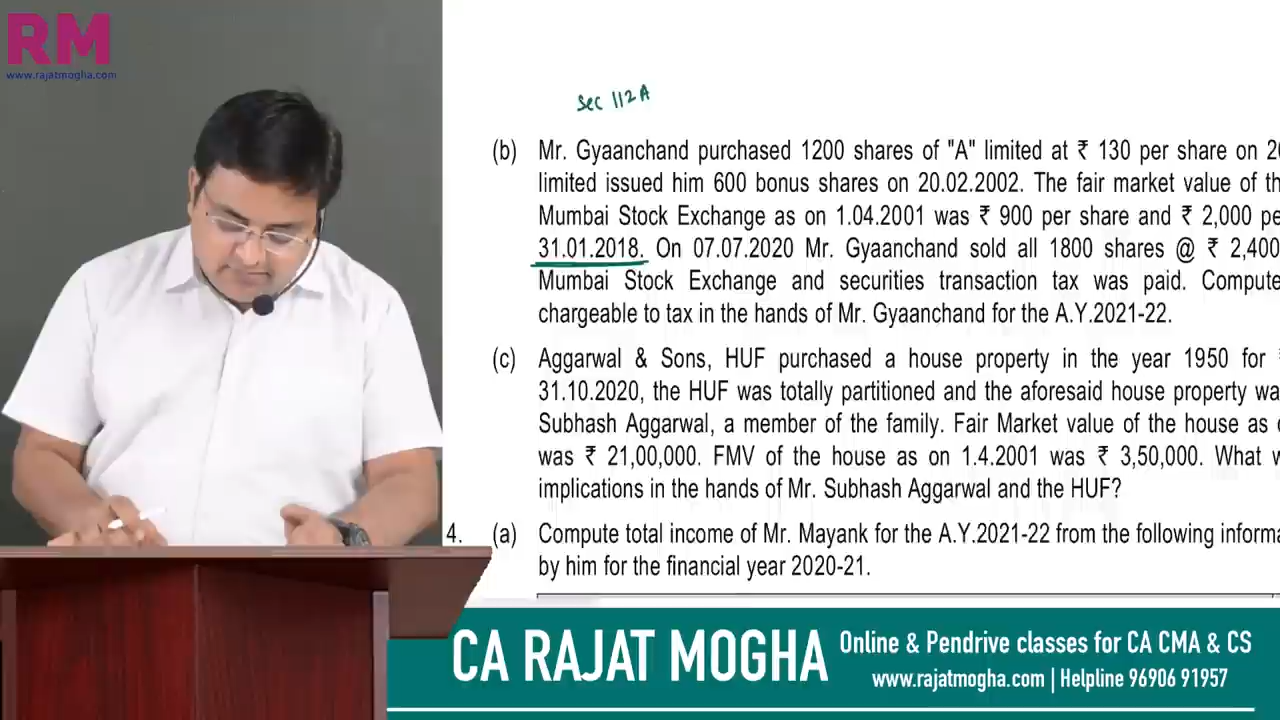 RM
www.rajatmogha.com
Sec 112A
(b) Mr. Gyaanchand purchased 1200 shares of "A" limited at ₹ 130 per share on 20
limited issued him 600 bonus shares on 20.02.2002. The fair market value of th
Mumbai Stock Exchange as on 1.04.2001 was ₹ 900 per share and ₹ 2,000 pe
31.01.2018. On 07.07.2020 Mr. Gyaanchand sold all 1800 shares @ ₹ 2,400
Mumbai Stock Exchange and securities transaction tax was paid. Compute
chargeable to tax in the hands of Mr. Gyaanchand for the A.Y.2021-22.
(c) Aggarwal & Sons, HUF purchased a house property in the year 1950 for
31.10.2020, the HUF was totally partitioned and the aforesaid house property wa
Subhash Aggarwal, a member of the family. Fair Market value of the house as
was ₹ 21,00,000. FMV of the house as on 1.4.2001 was ₹ 3,50,000. What w
implications in the hands of Mr. Subhash Aggarwal and the HUF?
4. (a) Compute total income of Mr. Mayank for the A.Y.2021-22 from the following informa
by him for the financial year 2020-21.
CA RAJAT MOGHA
Online & Pendrive classes for CA CMA & CS
www.rajatmogha.com | Helpline 96906 91957